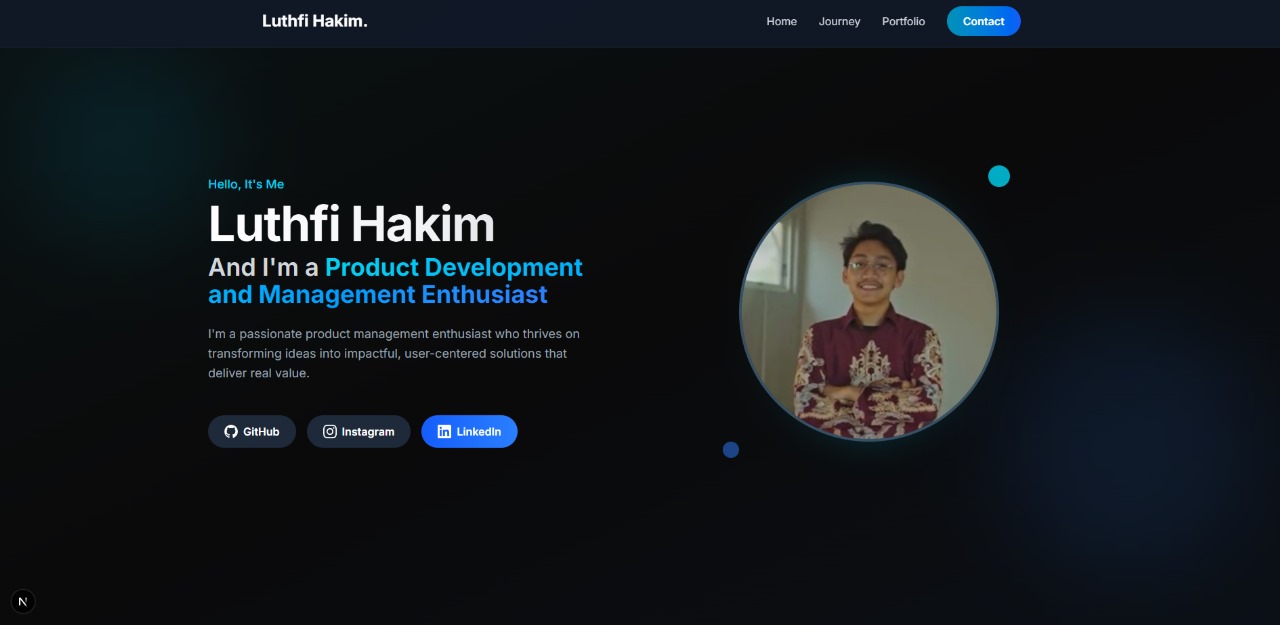 Luthfi Hakim.
Home Journey Portfolio Contact
Hello, It's Me
Luthfi Hakim
And I'm a Product Development
and Management Enthusiast
I'm a passionate product management enthusiast who thrives on
transforming ideas into impactful, user-centered solutions that
deliver real value.
GitHub Instagram LinkedIn
N